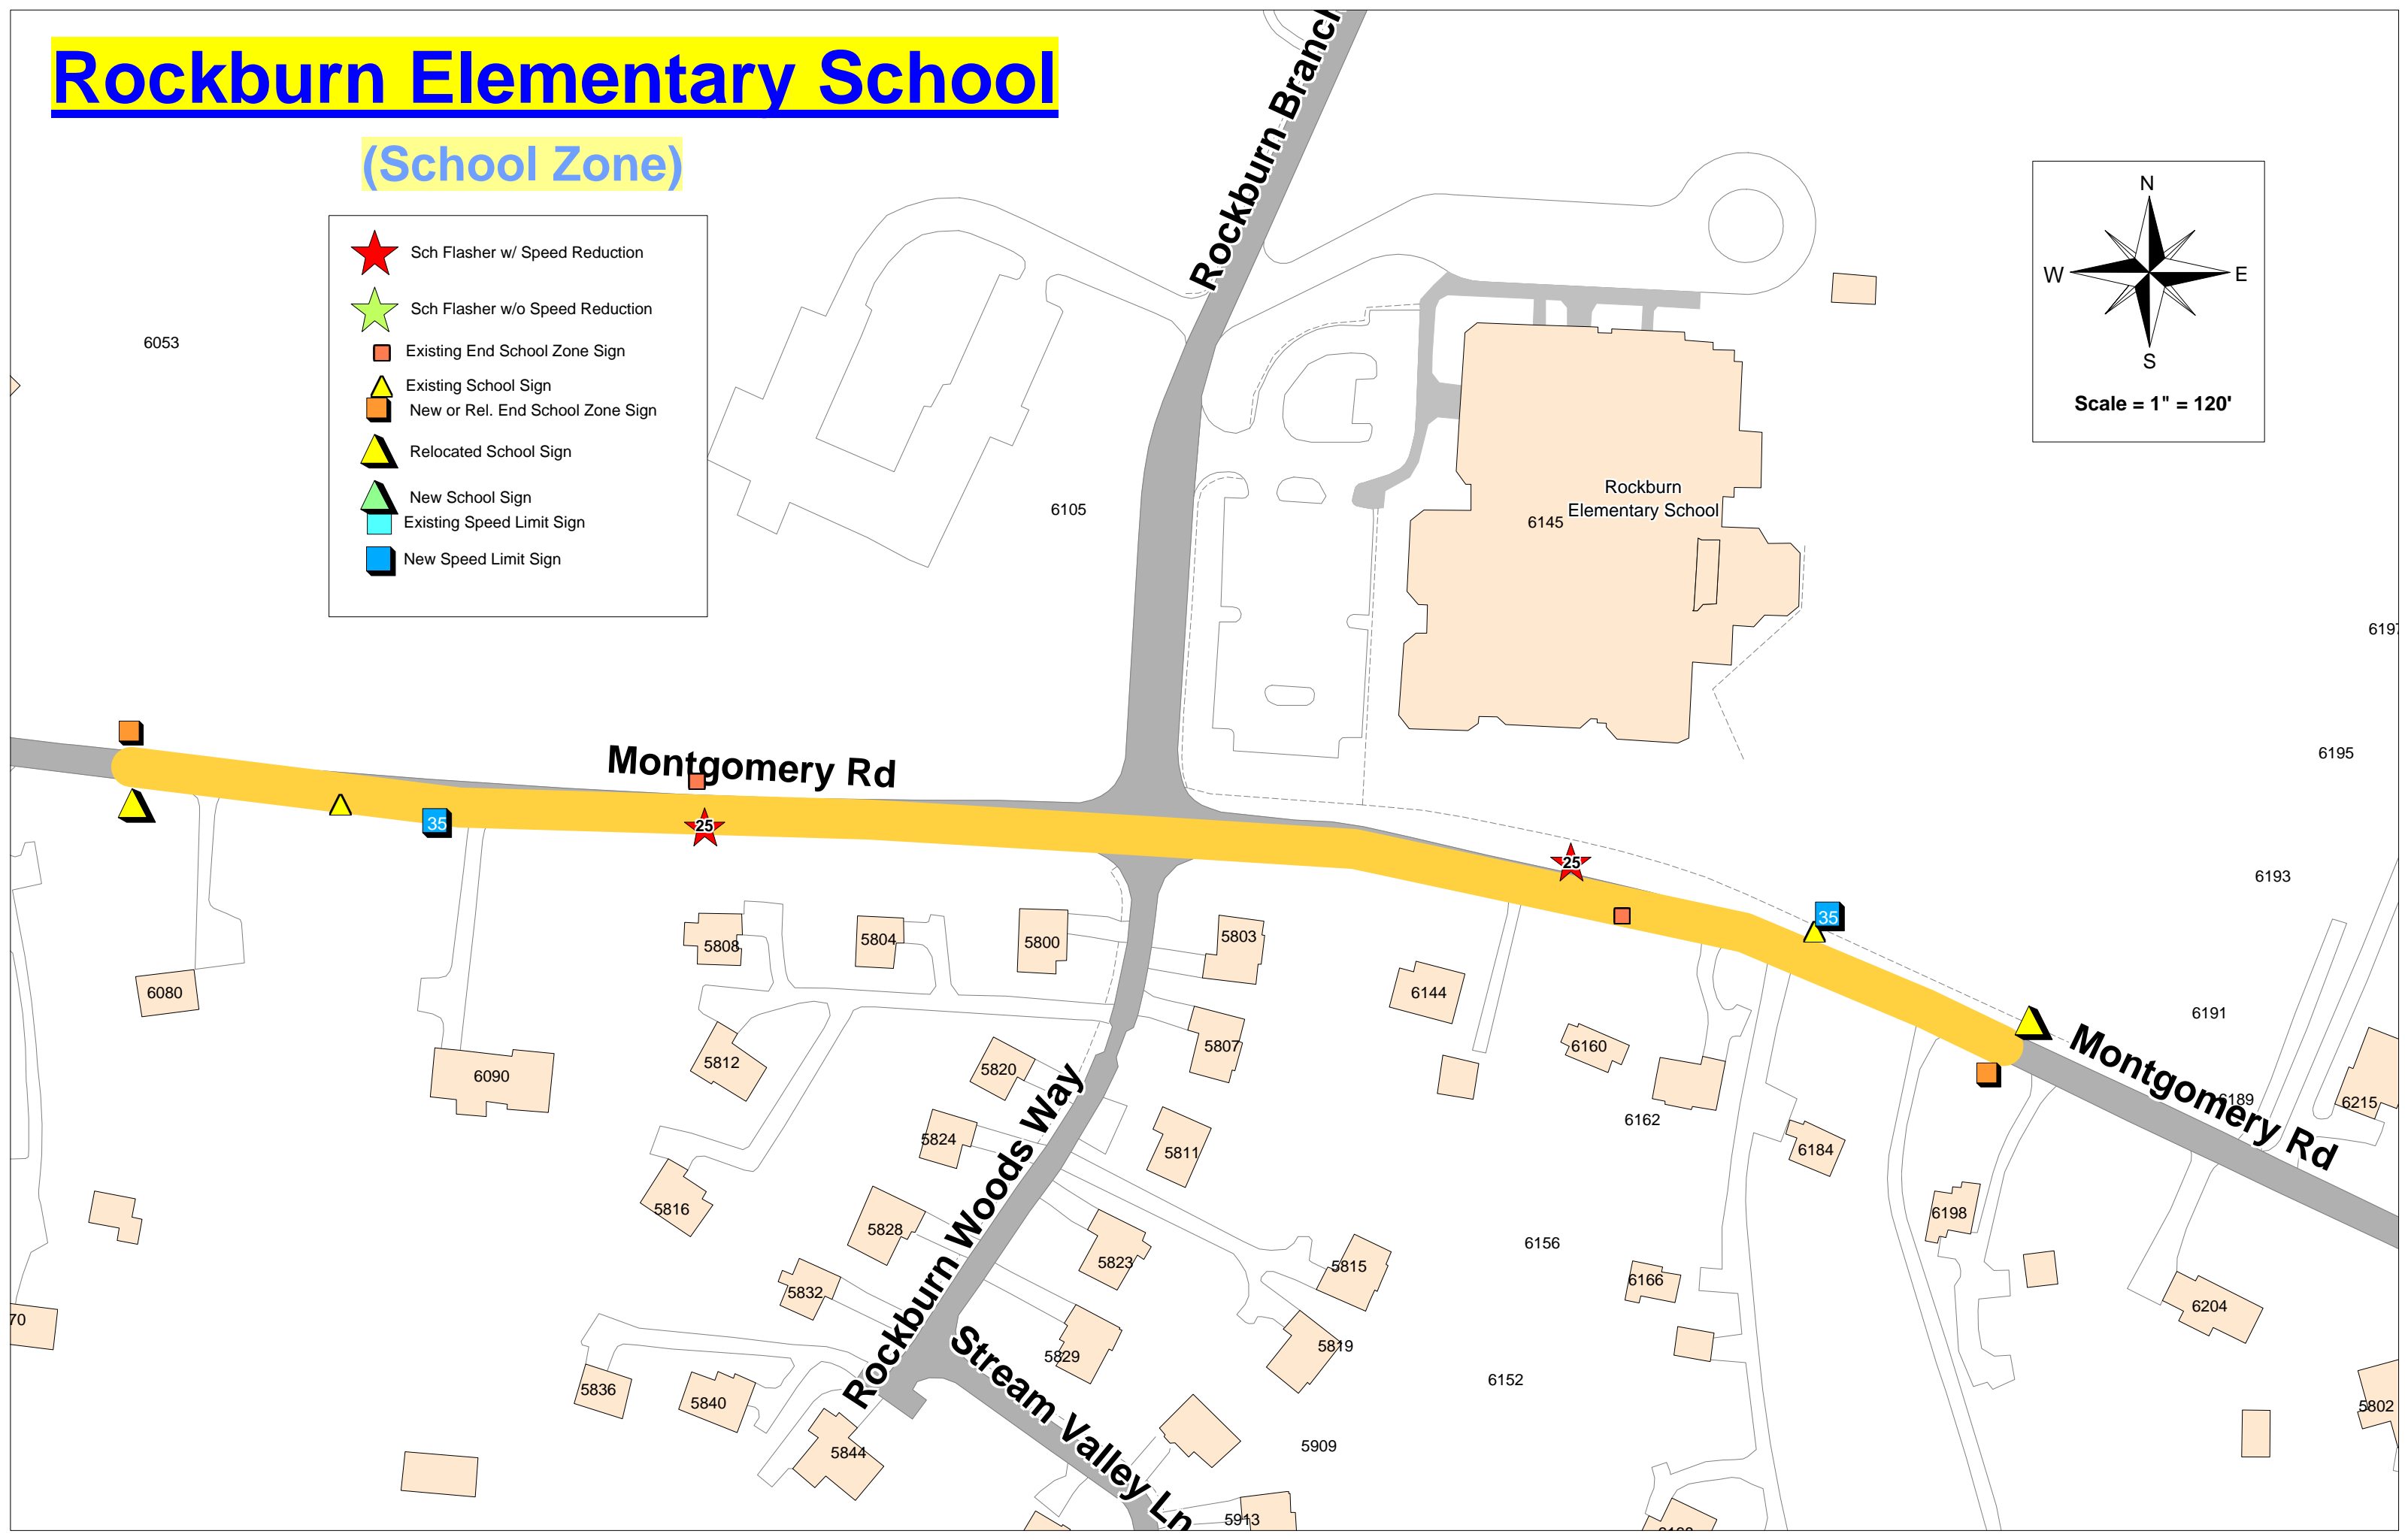 Rockburn Elementary School
(School Zone)
Sch Flasher w/ Speed Reduction
Sch Flasher w/o Speed Reduction
Existing End School Zone Sign
Existing School Sign
New or Rel. End School Zone Sign
Relocated School Sign
New School Sign
Existing Speed Limit Sign
New Speed Limit Sign
N
W
E
S
Scale = 1" = 120'
Rockburn Branch
6053
6105
Rockburn
Elementary School
6145
6197
6195
6193
6191
6189
6215
Montgomery Rd
35
25
25
35
Montgomery Rd
5808
5804
5800
5803
6080
6144
6090
5812
5820
5807
6160
6162
5824
5811
6184
5816
5828
5823
5815
6156
6198
6166
5832
6204
70
5829
5819
Rockburn Woods Way
Stream Valley Ln
5836
5840
6152
5802
5844
5909
5913